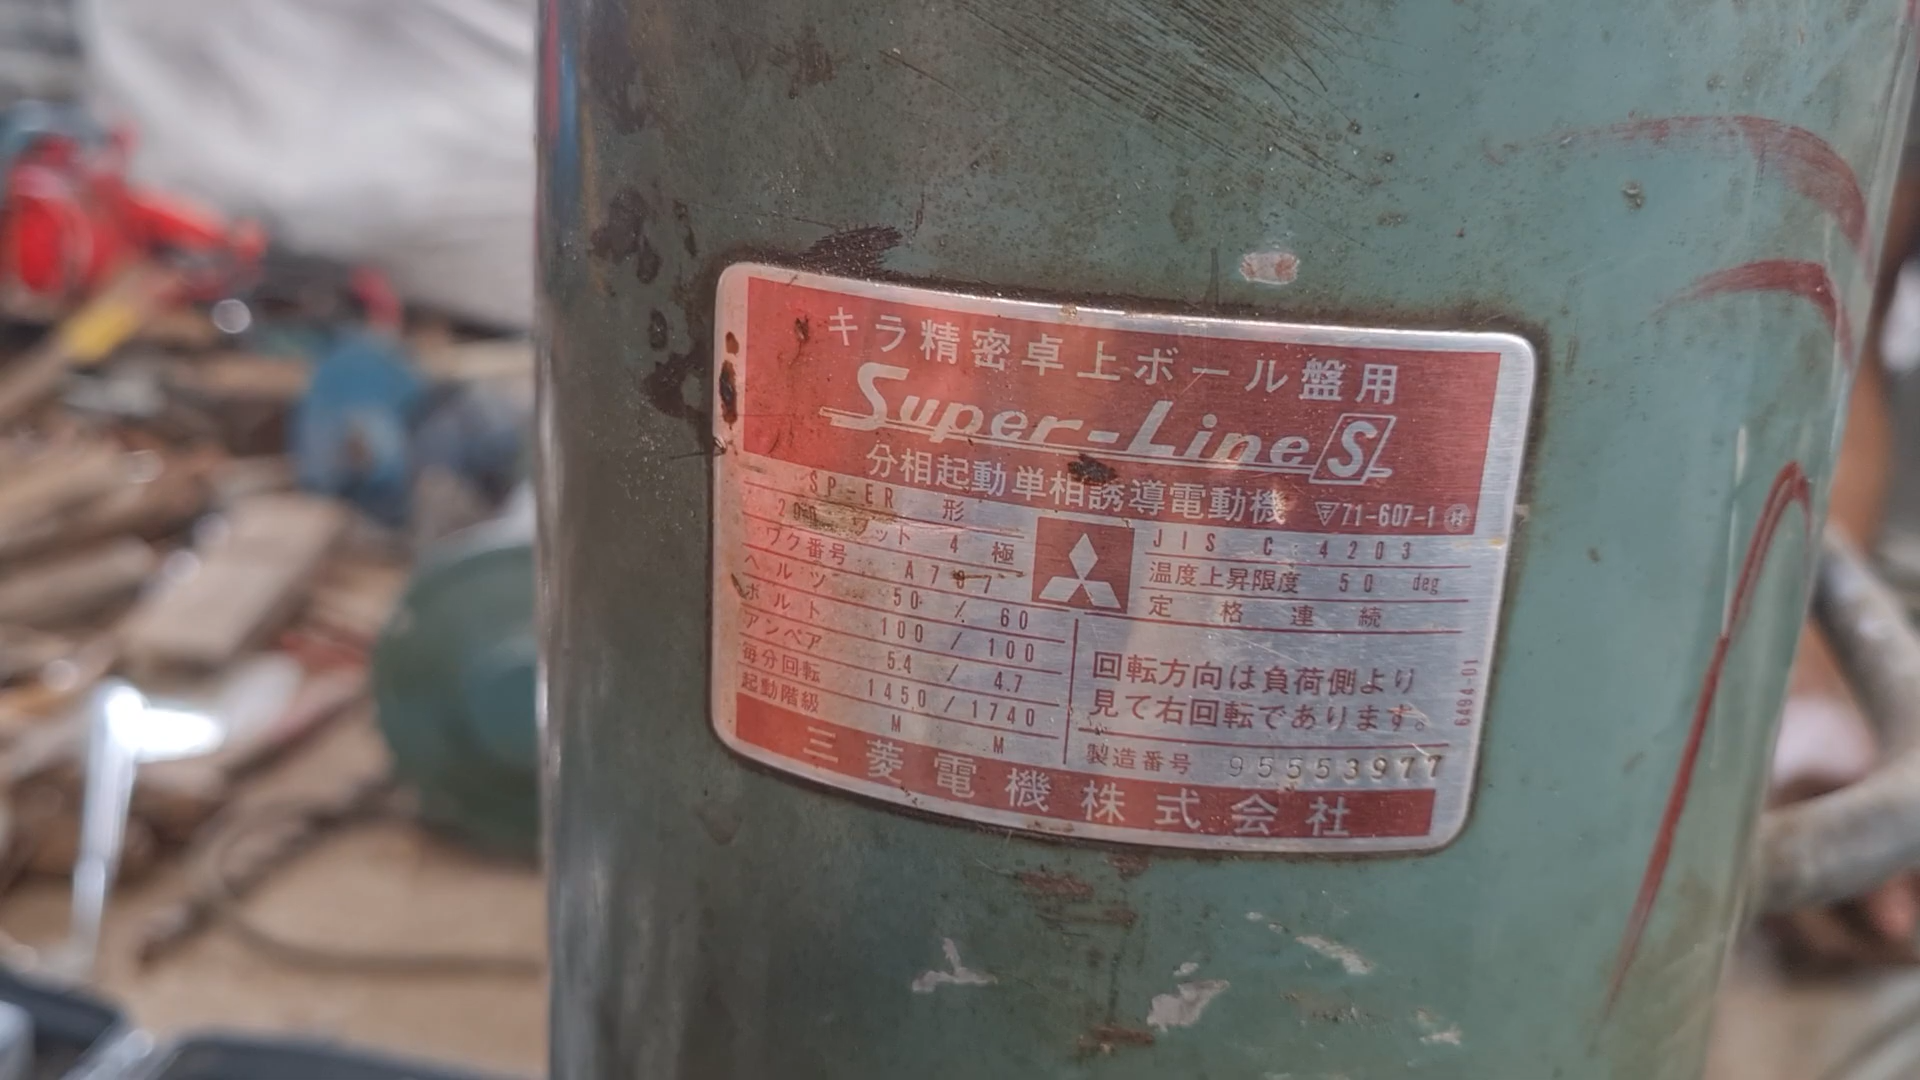 キラ精密卓上ボール盤用
Super-Line S
分相起動単相誘導電動機 71-607-1
SP-ER 形
200 ワット 4 極
ワク番号 A707
ヘルツ 50 / 60
ボルト 100 / 100
アンペア 5.4 / 4.7
毎分回転 1450 / 1740
起動階級 M M
JIS C 4203
温度上昇限度 50 deg
定格連続
回転方向は負荷側より
見て右回転であります。
6494-01
製造番号 95553977
三菱電機株式会社